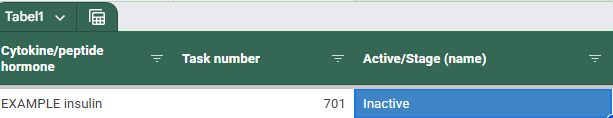 Tabel1
Cytokine/peptide
hormone
Task number
Active/Stage (name)
EXAMPLE insulin
701
Inactive